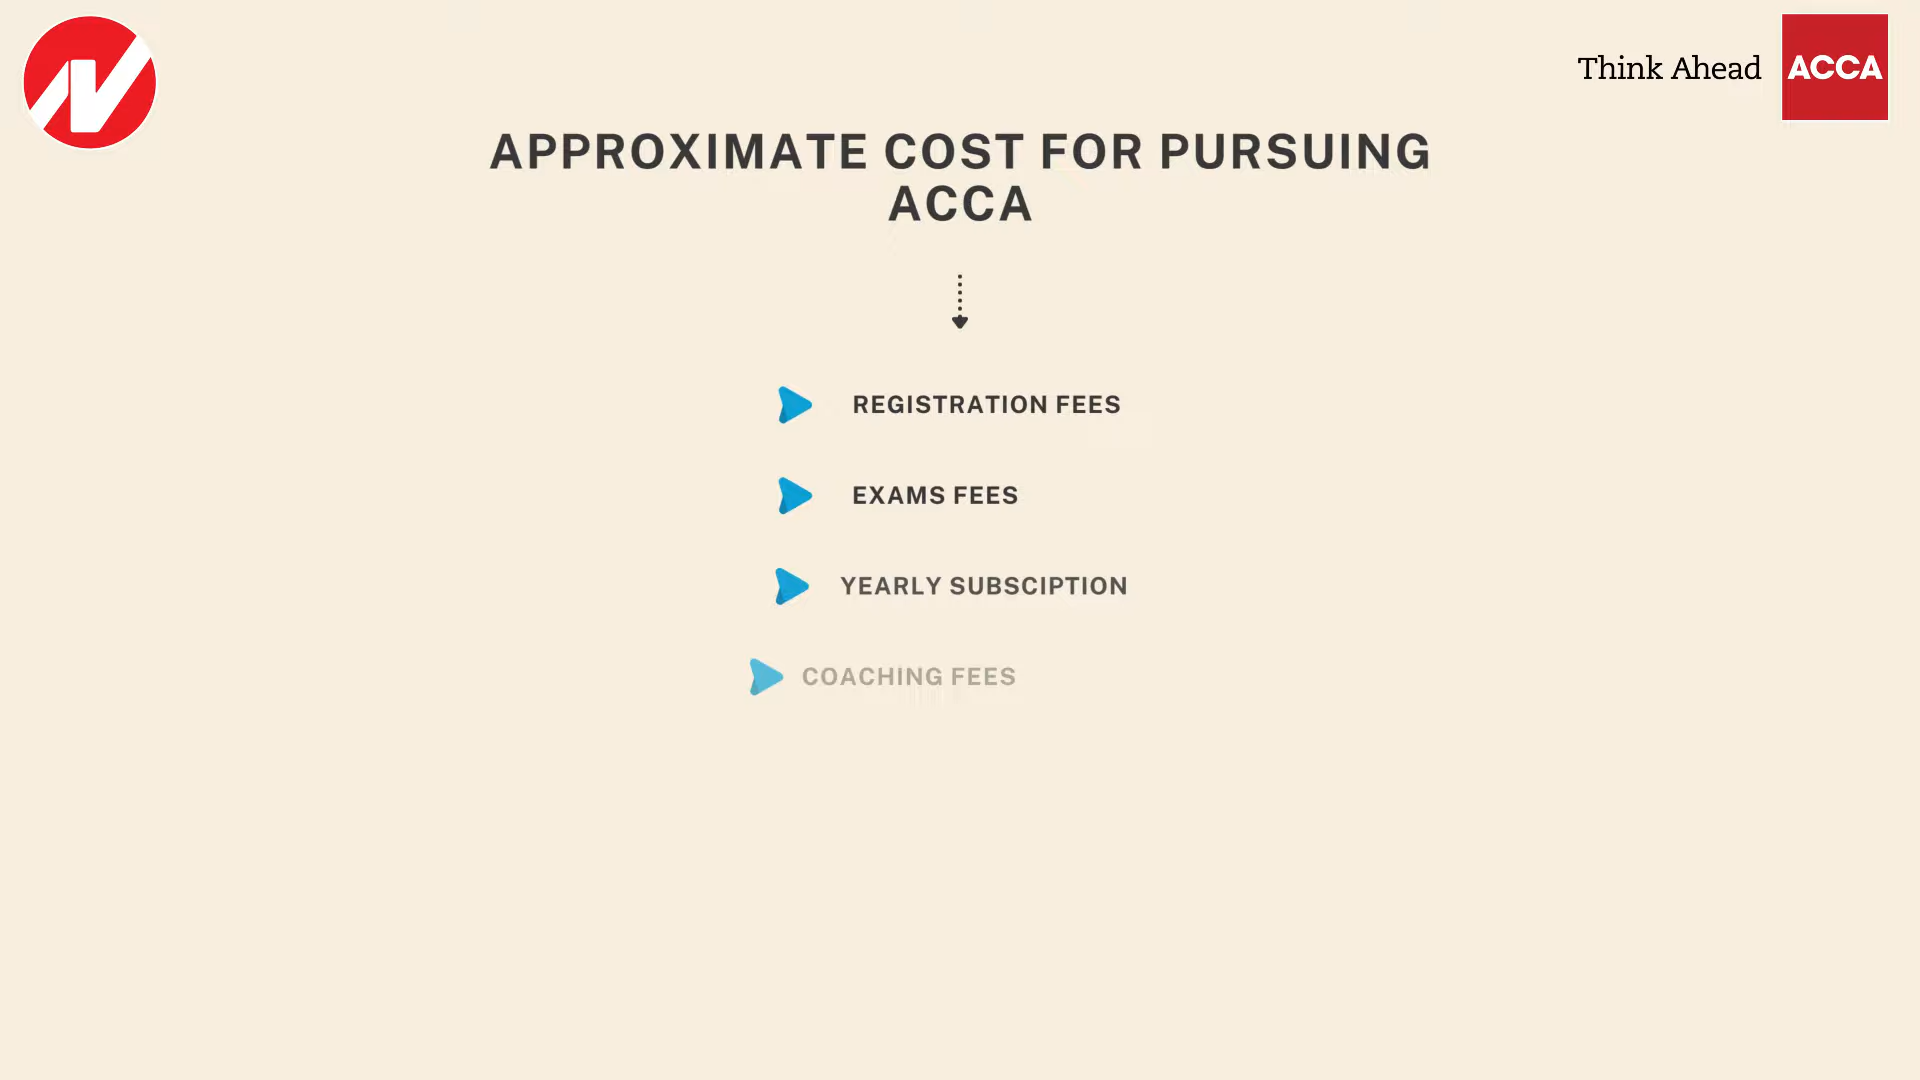 Think Ahead ACCA
APPROXIMATE COST FOR PURSUING
ACCA
REGISTRATION FEES
EXAMS FEES
YEARLY SUBSCIPTION
COACHING FEES